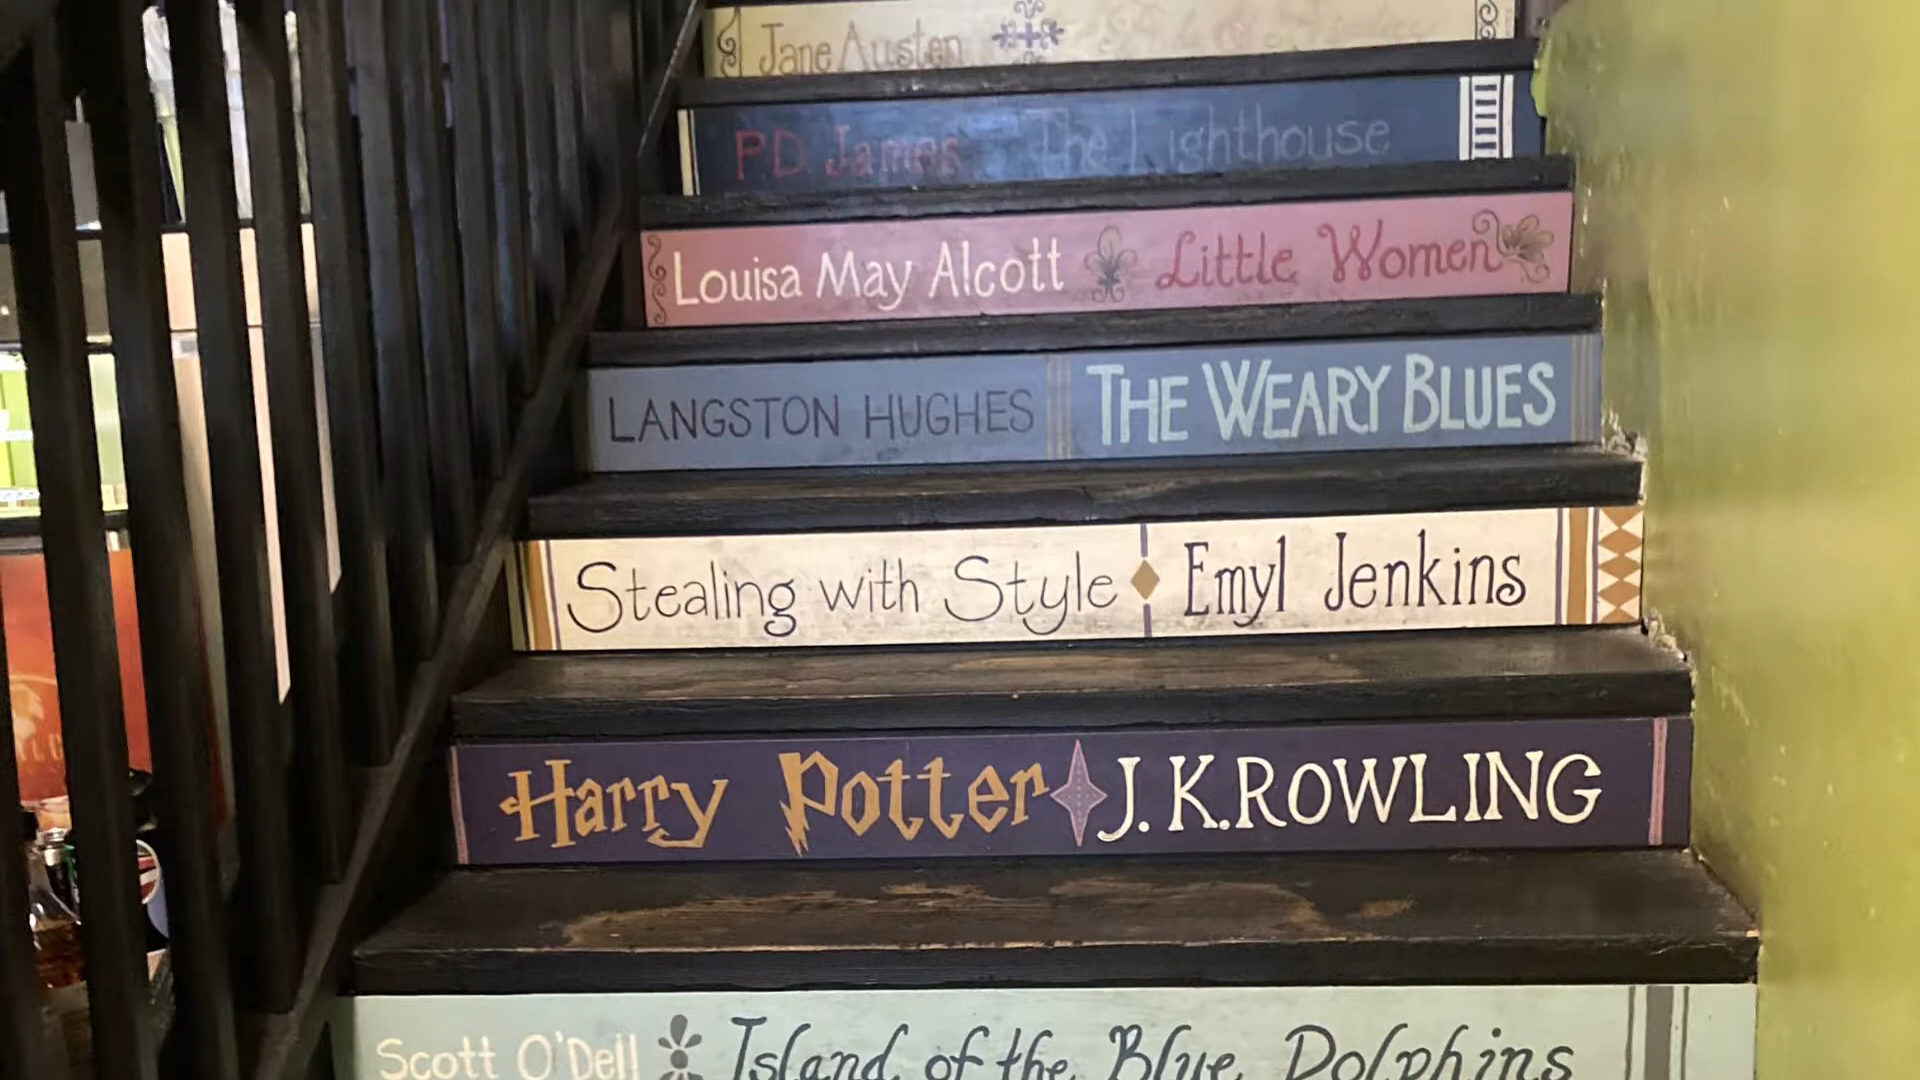 Jane Austen
P.D. James The Lighthouse
Louisa May Alcott Little Women
LANGSTON HUGHES THE WEARY BLUES
Stealing with Style Emyl Jenkins
Harry Potter J.K.ROWLING
Scott O'Dell Island of the Blue Dolphins